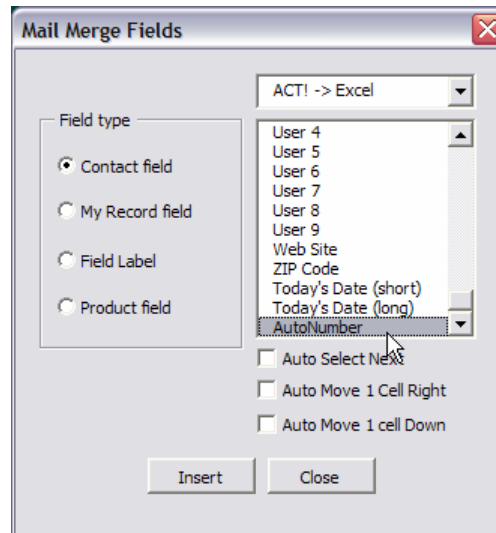 Mail Merge Fields
ACT! -> Excel
Field type
Contact field
My Record field
Field Label
Product field
User 4
User 5
User 6
User 7
User 8
User 9
Web Site
ZIP Code
Today's Date (short)
Today's Date (long)
AutoNumber
Auto Select Next
Auto Move 1 Cell Right
Auto Move 1 cell Down
Insert
Close